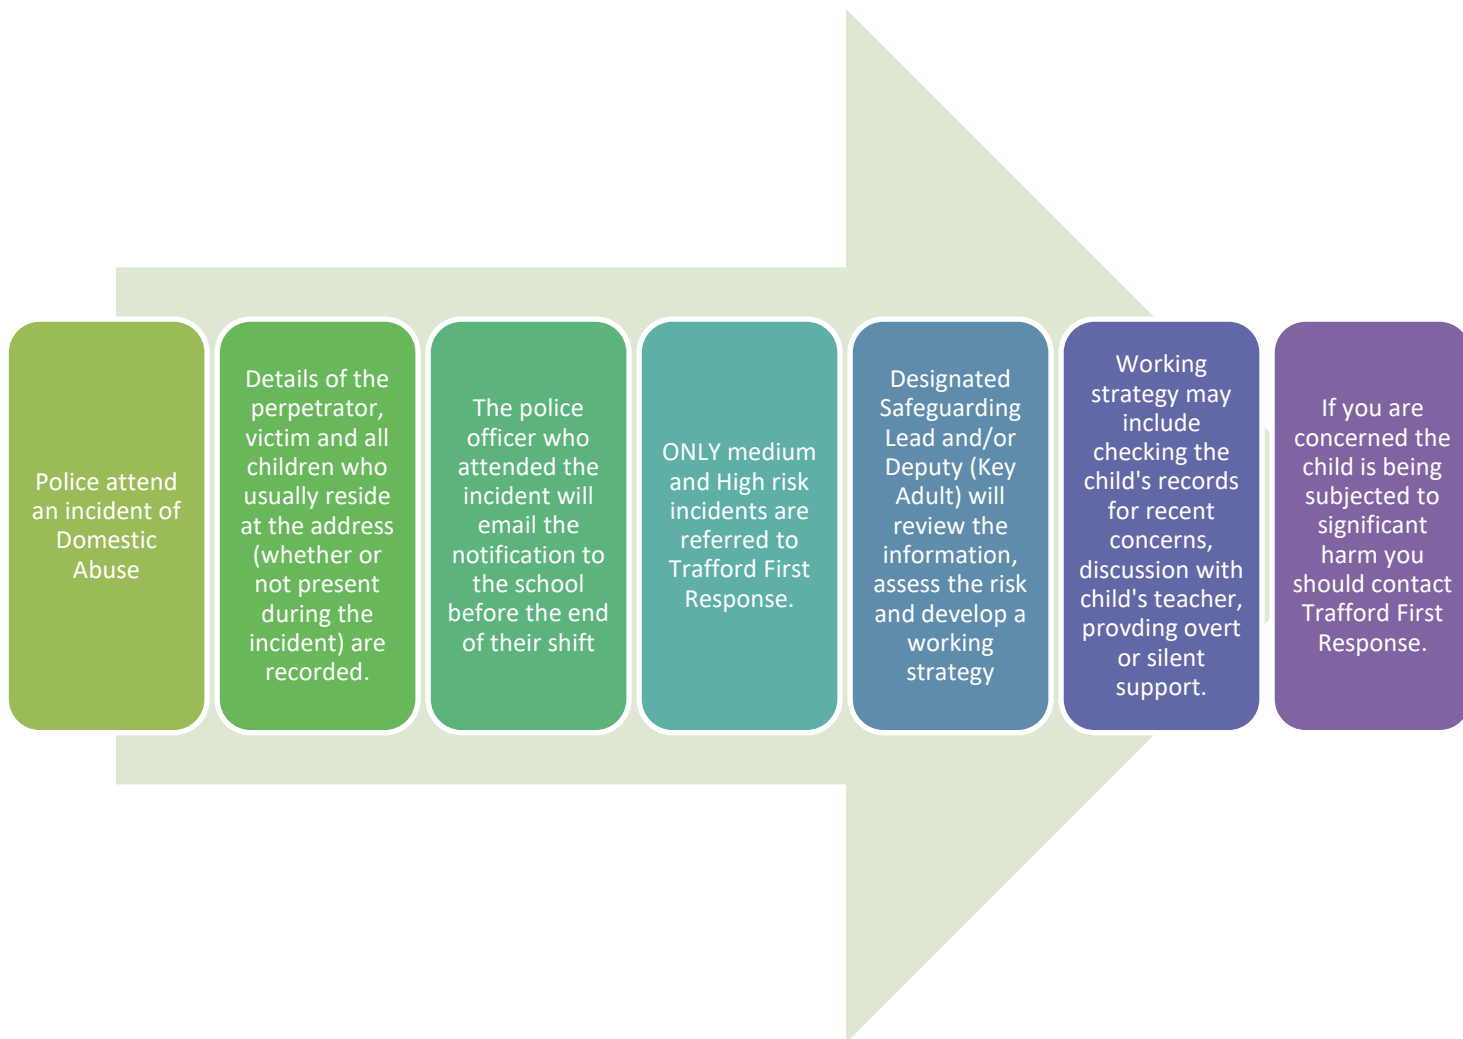 Police attend
an incident of
Domestic
Abuse
Details of the
perpetrator,
victim and all
children who
usually reside
at the address
(whether or
not present
during the
incident) are
recorded.
The police
officer who
attended the
incident will
email the
notification to
the school
before the end
of their shift
ONLY medium
and High risk
incidents are
referred to
Trafford First
Response.
Designated
Safeguarding
Lead and/or
Deputy (Key
Adult) will
review the
information,
assess the risk
and develop a
working
strategy
Working
strategy may
include
checking the
child's records
for recent
concerns,
discussion with
child's teacher,
provding overt
or silent
support.
If you are
concerned the
child is being
subjected to
significant
harm you
should contact
Trafford First
Response.